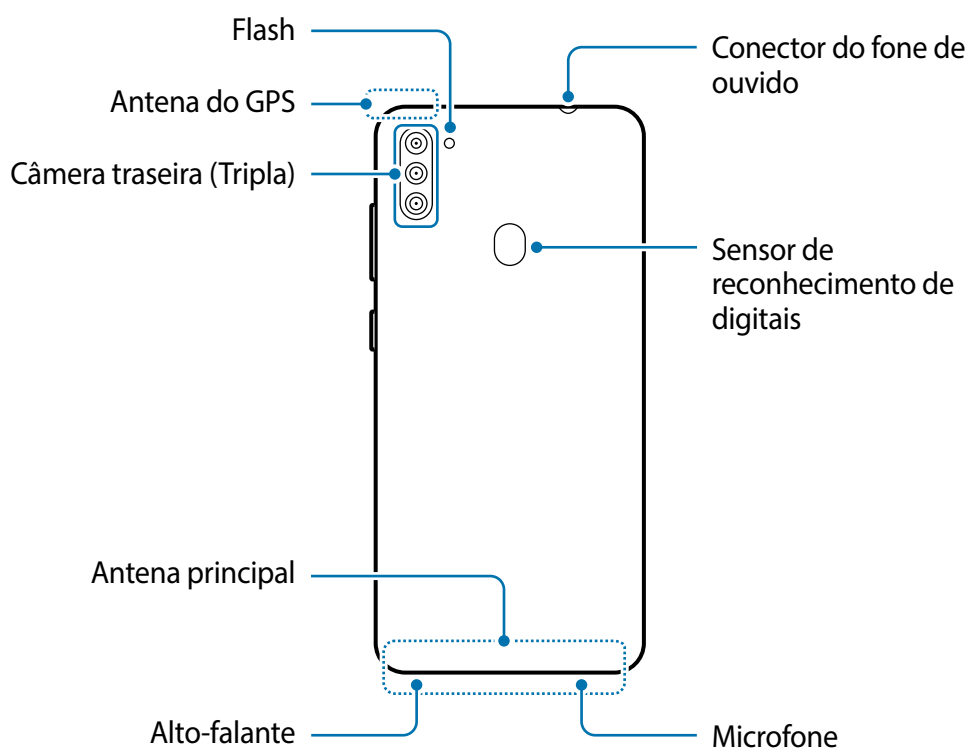 Flash
Conector do fone de
ouvido
Antena do GPS
Câmera traseira (Tripla)
Sensor de
reconhecimento de
digitais
Antena principal
Alto-falante
Microfone